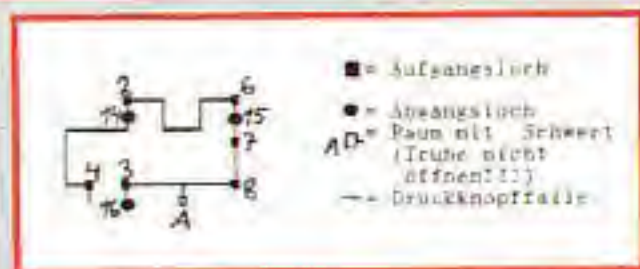 2 6
14 15
7
4 3 8
16 A
■ = Aufgangsloch
● = Abgangsloch
A = Raum mit Schwert
(Truhe nicht
öffnen!!!)
— = Druckknopffalle